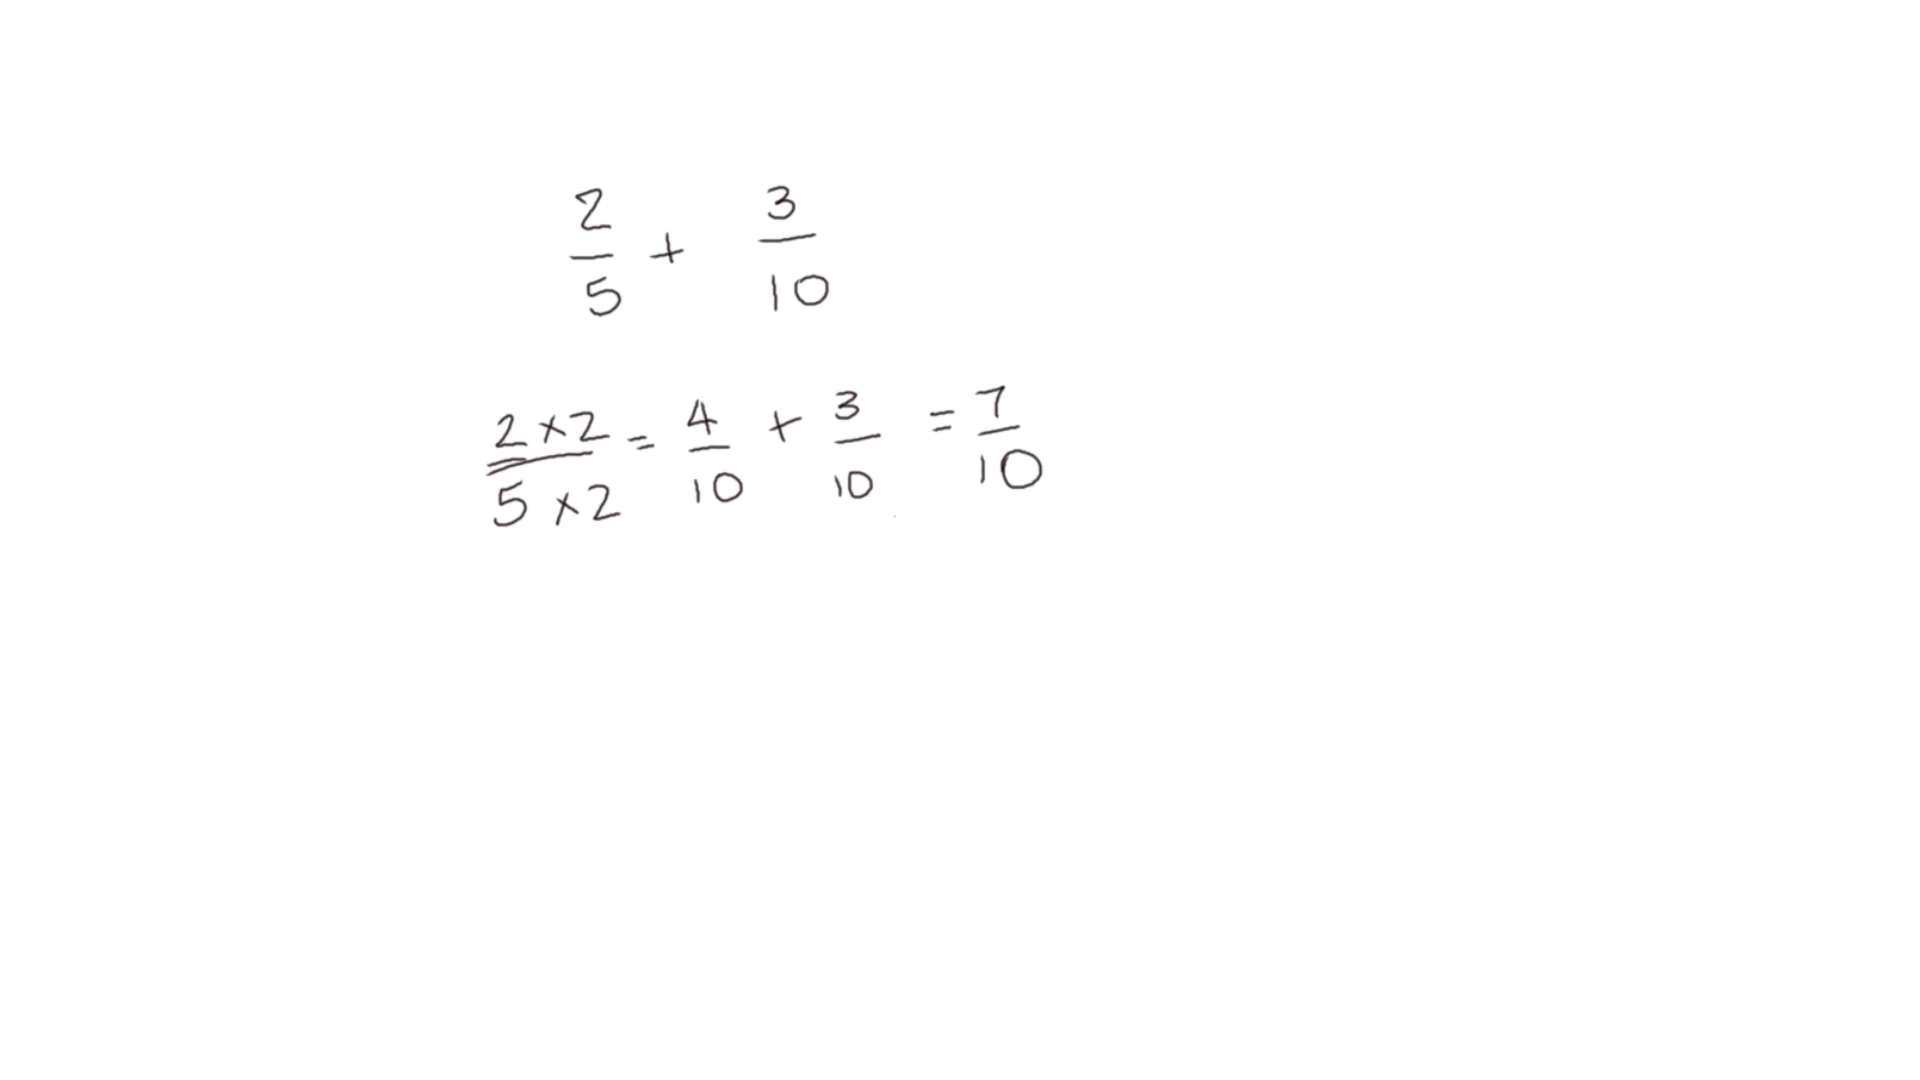 2/5 + 3/10
2×2/5×2 = 4/10 + 3/10 = 7/10